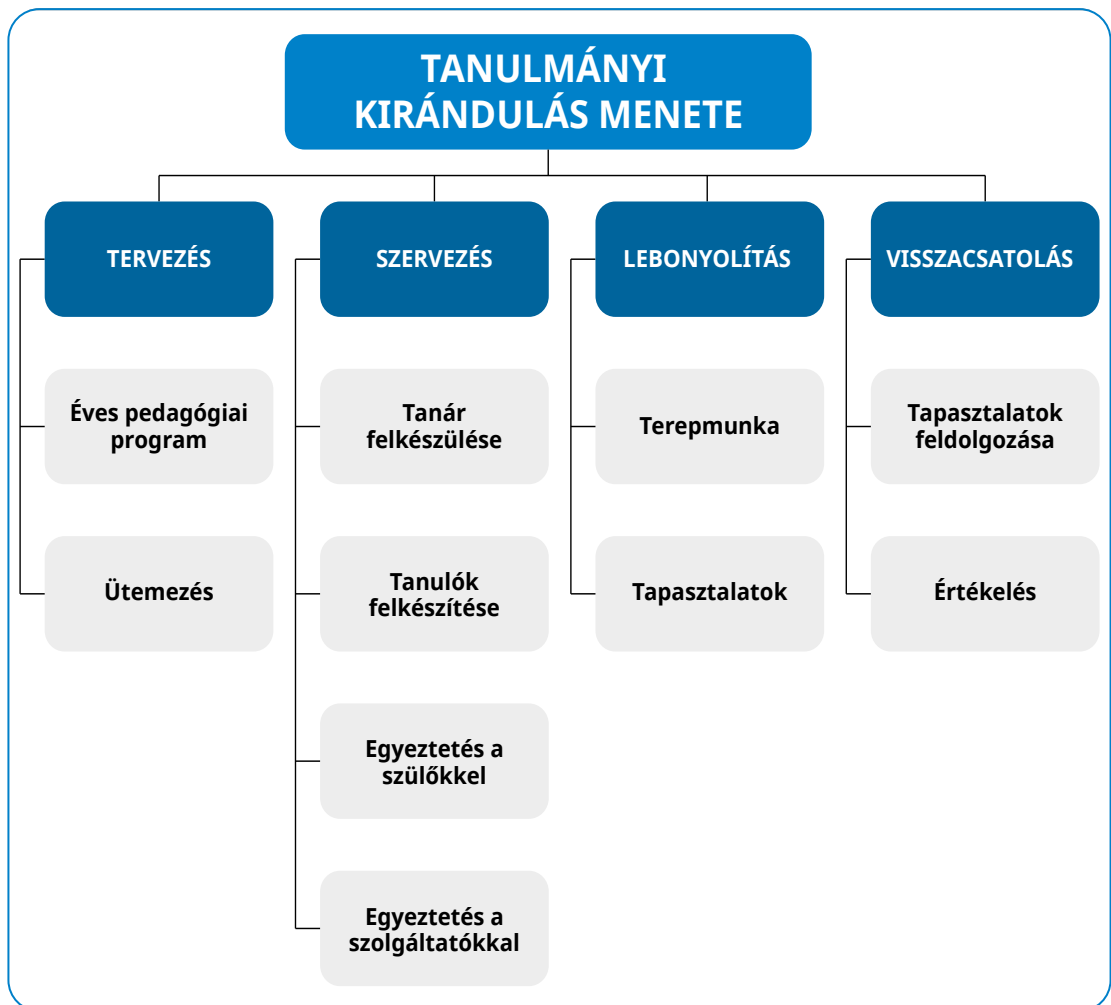 TANULMÁNYI
KIRÁNDULÁS MENETE
TERVEZÉS
SZERVEZÉS
LEBONYOLÍTÁS
VISSZACSATOLÁS
Éves pedagógiai
program
Tanár
felkészülése
Terepmunka
Tapasztalatok
feldolgozása
Ütemezés
Tanulók
felkészítése
Tapasztalatok
Értékelés
Egyeztetés a
szülőkkel
Egyeztetés a
szolgáltatókkal